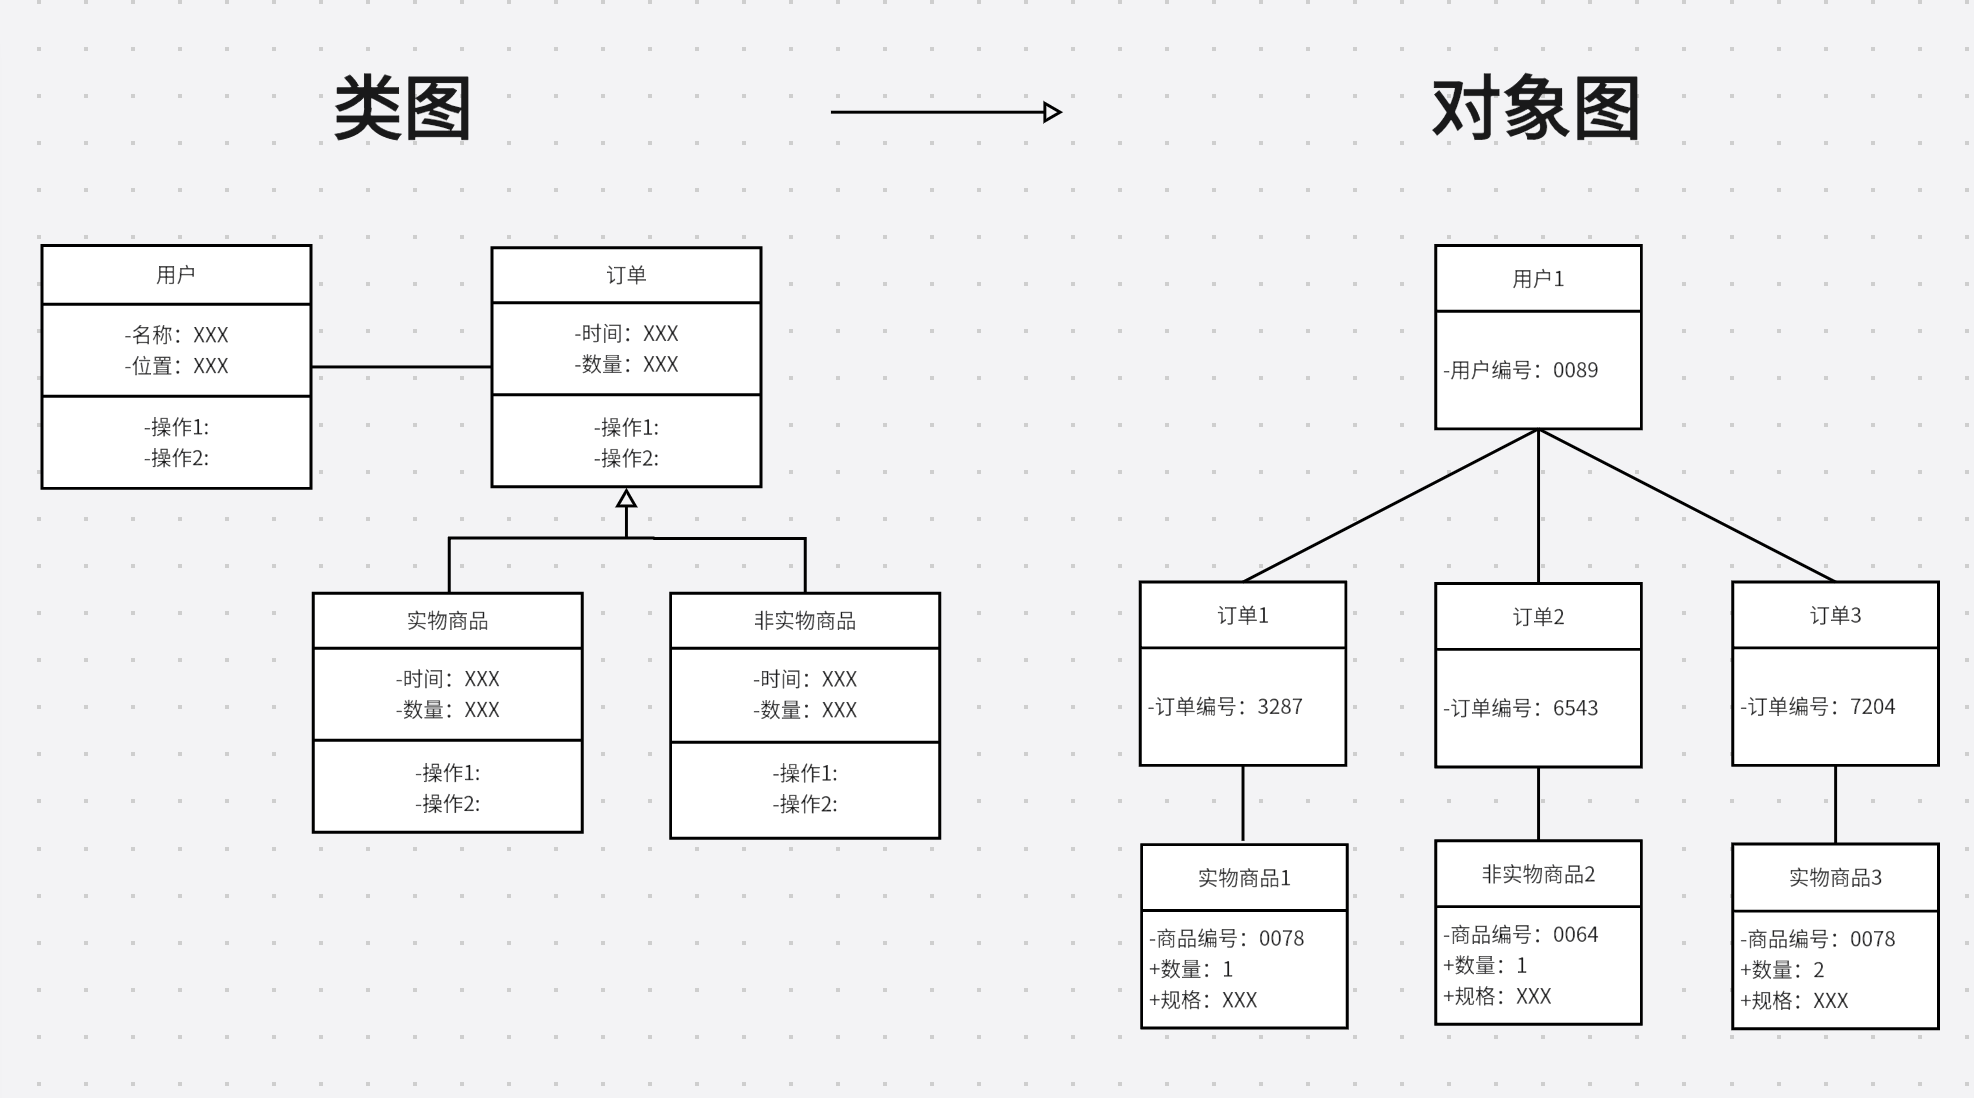 类图
对象图
用户
-名称：XXX
-位置：XXX
-操作1:
-操作2:
订单
-时间：XXX
-数量：XXX
-操作1:
-操作2:
实物商品
-时间：XXX
-数量：XXX
-操作1:
-操作2:
非实物商品
-时间：XXX
-数量：XXX
-操作1:
-操作2:
用户1
-用户编号：0089
订单1
-订单编号：3287
订单2
-订单编号：6543
订单3
-订单编号：7204
实物商品1
-商品编号：0078
+数量：1
+规格：XXX
非实物商品2
-商品编号：0064
+数量：1
+规格：XXX
实物商品3
-商品编号：0078
+数量：2
+规格：XXX